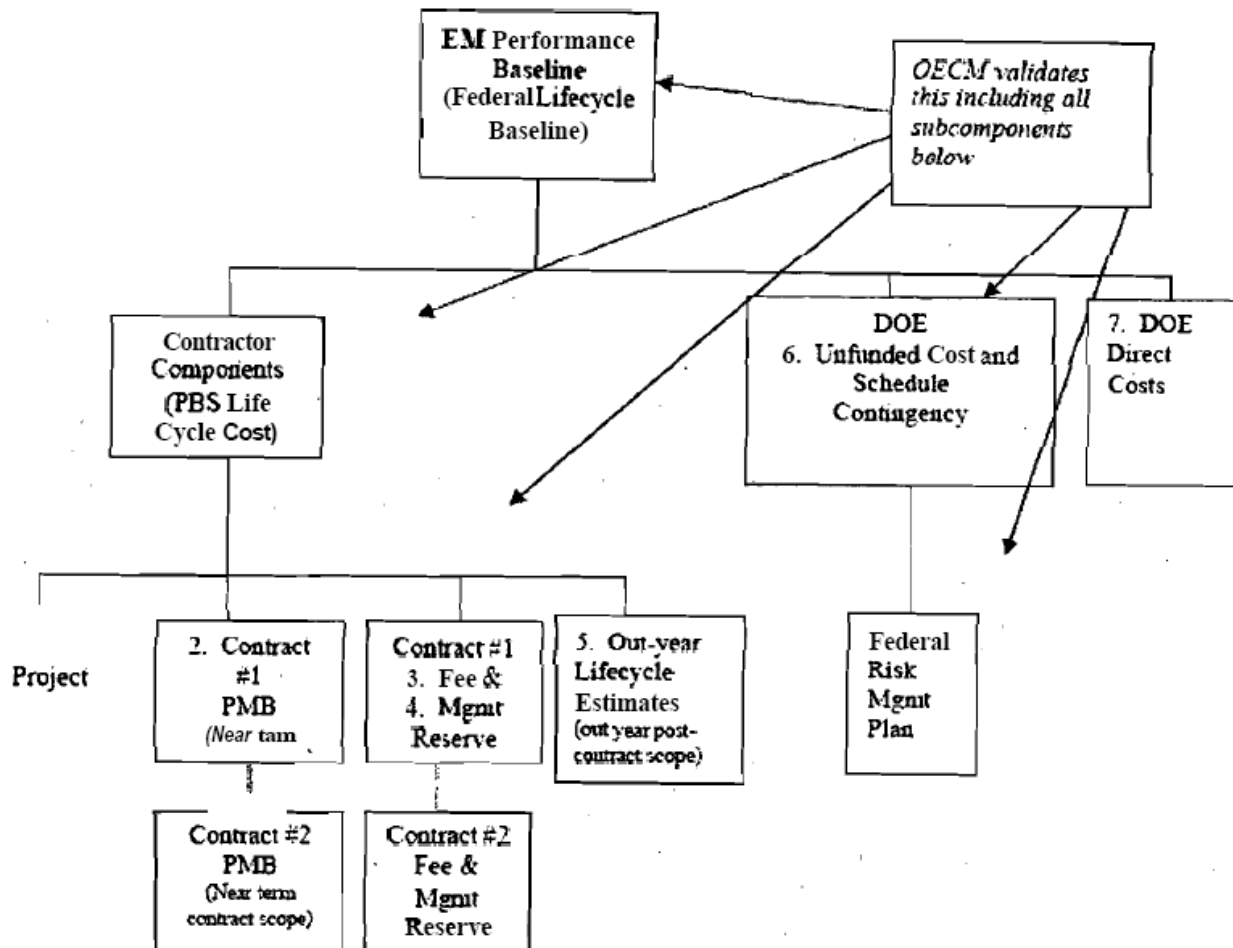 EM Performance
Baseline
(Federal Lifecycle
Baseline)
OECM validates
this including all
subcomponents
below
Contractor
Components
(PBS Life
Cycle Cost)
DOE
6. Unfunded Cost and
Schedule
Contingency
7. DOE
Direct
Costs
Project
2. Contract
#1
PMB
(Near tam
Contract #1
3. Fee &
4. Mgmt
Reserve
5. Out-year
Lifecycle
Estimates
(out year post-
contract scope)
Federal
Risk
Mgmt
Plan
Contract #2
PMB
(Near term
contract scope)
Contract #2
Fee &
Mgmt
Reserve